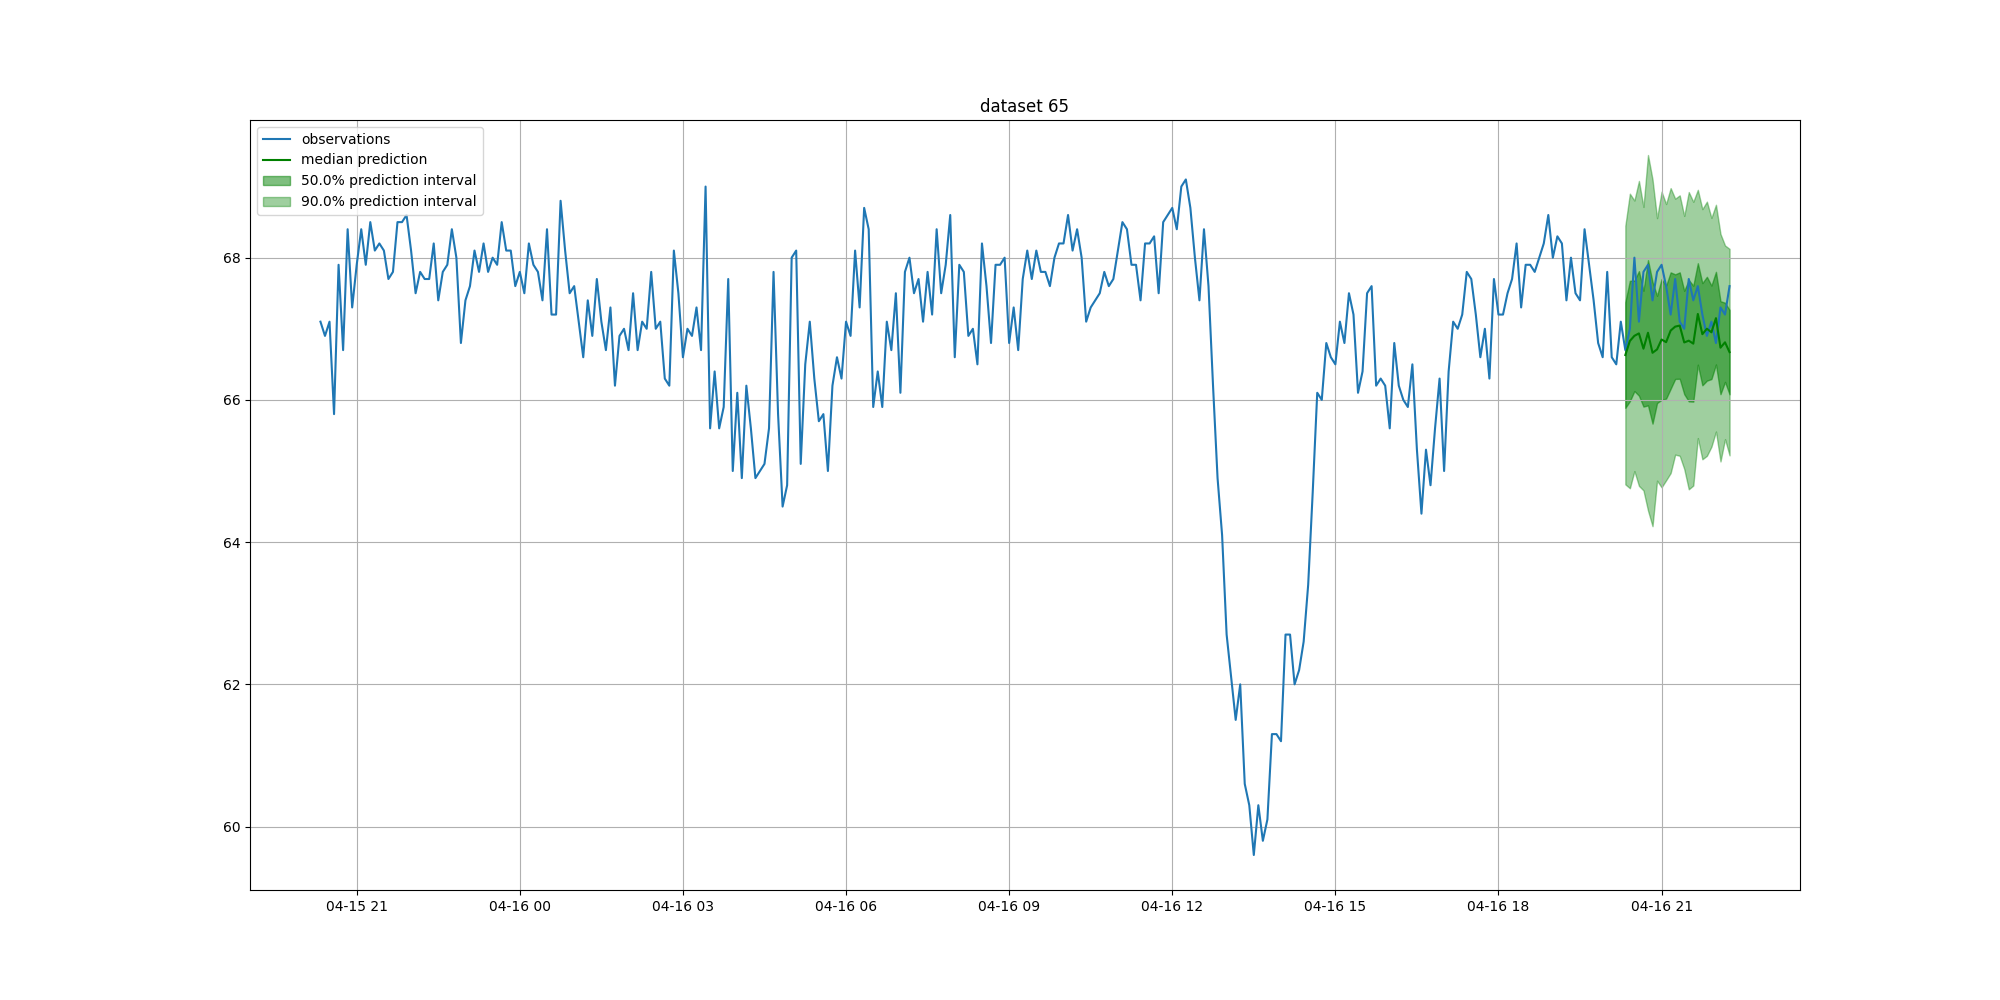 dataset 65
observations
median prediction
50.0% prediction interval
90.0% prediction interval
68
66
64
62
60
04-15 21
04-16 00
04-16 03
04-16 06
04-16 09
04-16 12
04-16 15
04-16 18
04-16 21